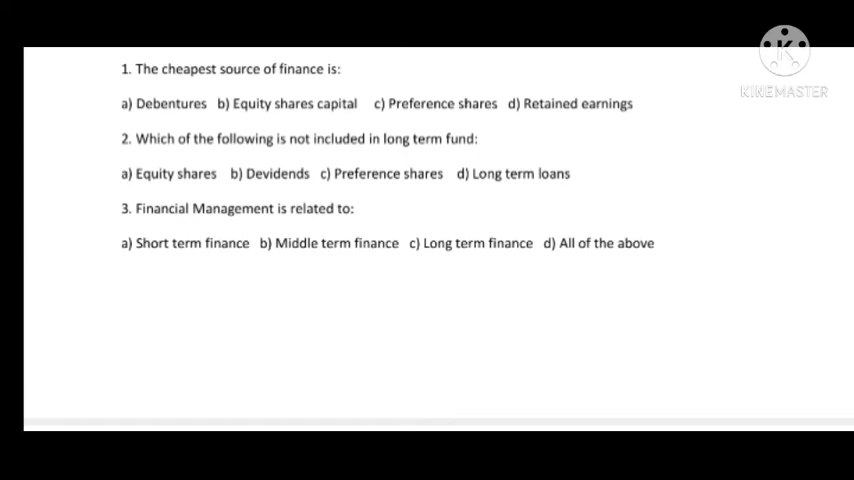 KINEMASTER
1. The cheapest source of finance is:
a) Debentures b) Equity shares capital c) Preference shares d) Retained earnings
2. Which of the following is not included in long term fund:
a) Equity shares b) Devidends c) Preference shares d) Long term loans
3. Financial Management is related to:
a) Short term finance b) Middle term finance c) Long term finance d) All of the above